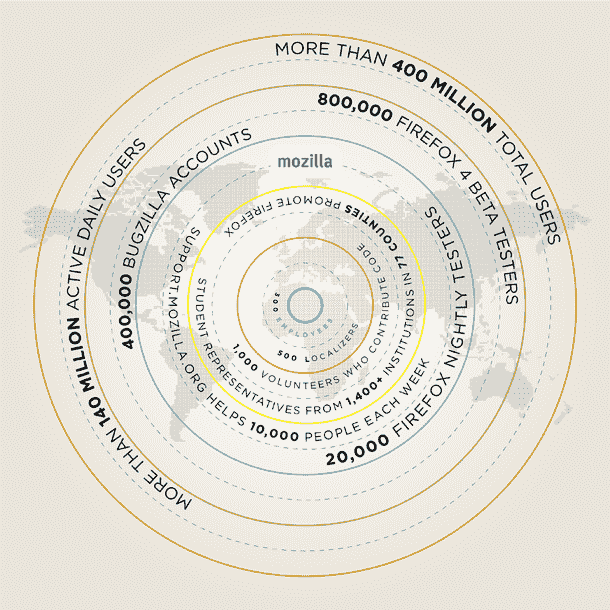 MORE THAN 400 MILLION TOTAL USERS
800,000 FIREFOX 4 BETA TESTERS
MORE THAN 140 MILLION ACTIVE DAILY USERS
400,000 BUGZILLA ACCOUNTS
mozilla
20,000 FIREFOX NIGHTLY TESTERS
SUPPORT.MOZILLA.ORG HELPS 10,000 PEOPLE EACH WEEK
STUDENT REPRESENTATIVES FROM 1,400+ INSTITUTIONS IN 77 COUNTIES PROMOTE FIREFOX
1,000 VOLUNTEERS WHO CONTRIBUTE CODE
500 LOCALIZERS
300 EMPLOYEES